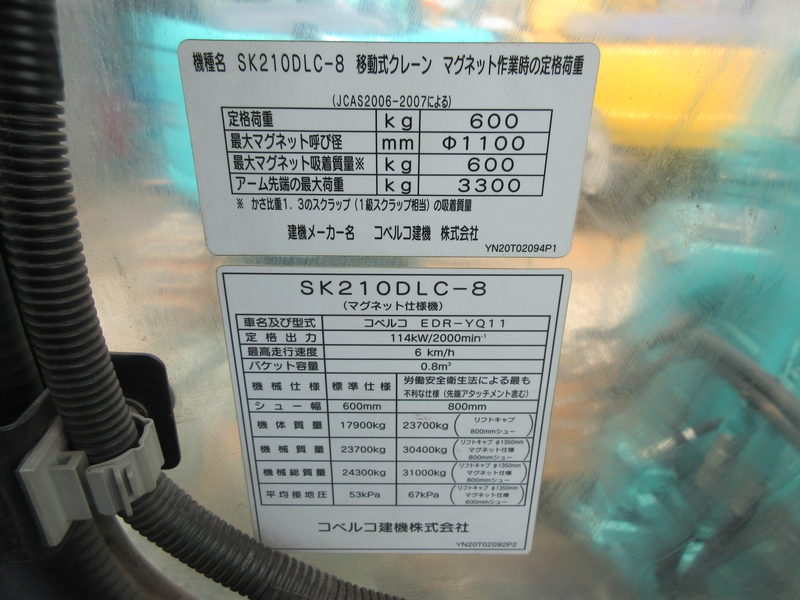 機種名 SK210DLC-8 移動式クレーン マグネット作業時の定格荷重
(JCAS2006-2007による)
定格荷重 kg 600
最大マグネット呼び径 mm Φ1100
最大マグネット吸着質量※ kg 600
アーム先端の最大荷重 kg 3300
※ かさ比重1.3のスクラップ(1級スクラップ相当)の吸着質量
建機メーカー名 コベルコ建機 株式会社
YN20T02094P1
SK210DLC-8
(マグネット仕様機)
車名及び型式 コベルコ EDR-YQ11
定格出力 114kW/2000min⁻¹
最高走行速度 6 km/h
バケット容量 0.8m³
機械仕様 標準仕様 労働安全衛生法による最も
不利な仕様(先端アタッチメント含む)
シュー幅 600mm 800mm
機体質量 17900kg 23700kg (リフトキャブ
800mmシュー)
機械質量 23700kg 30400kg (リフトキャブ φ1350mm
マグネット仕様
800mmシュー)
機械総質量 24300kg 31000kg (リフトキャブ φ1350mm
マグネット仕様
800mmシュー)
平均接地圧 53kPa 67kPa (リフトキャブ φ1350mm
マグネット仕様
600mmシュー)
コベルコ建機株式会社
YN20T02092P2